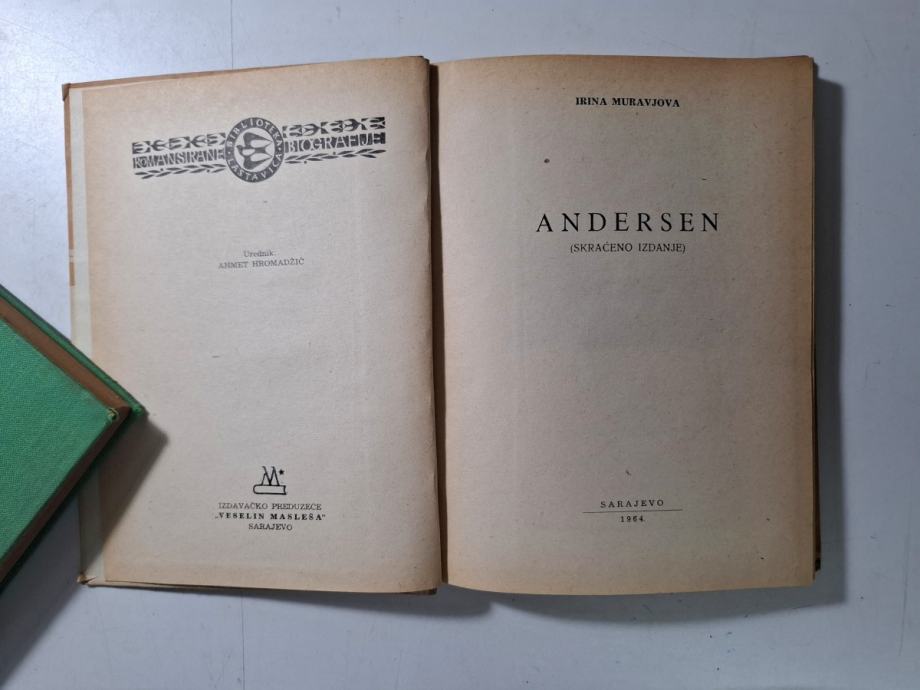 ROMANSIRANE BIBLIOTEKA LASTAVICA BIOGRAFIJE
Urednik:
AHMET HROMADŽIĆ
IZDAVAČKO PREDUZEĆE
„VESELIN MASLEŠA"
SARAJEVO
IRINA MURAVJOVA
ANDERSEN
(SKRAĆENO IZDANJE)
SARAJEVO
1964.